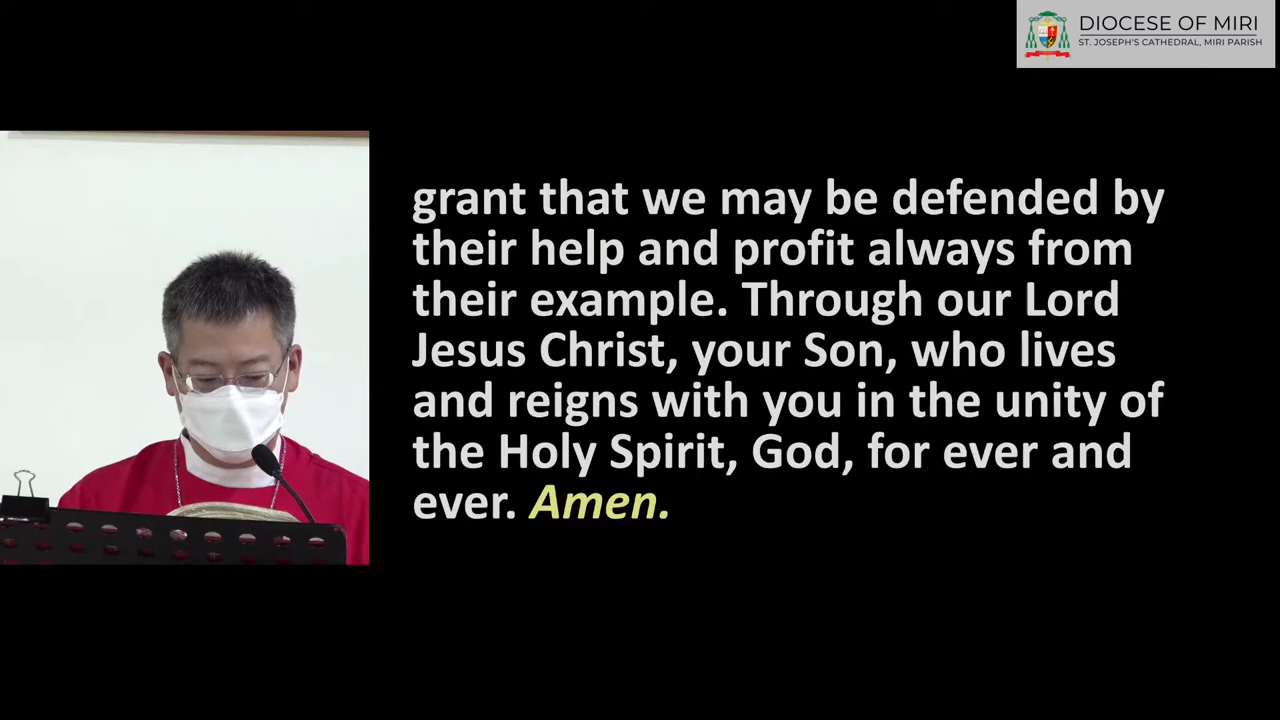 DIOCESE OF MIRI
ST. JOSEPH'S CATHEDRAL, MIRI PARISH
grant that we may be defended by
their help and profit always from
their example. Through our Lord
Jesus Christ, your Son, who lives
and reigns with you in the unity of
the Holy Spirit, God, for ever and
ever. Amen.